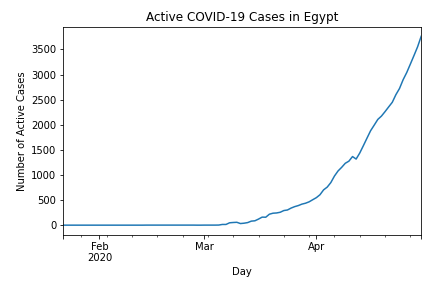 Active COVID-19 Cases in Egypt
Number of Active Cases
3500
3000
2500
2000
1500
1000
500
0
Feb
2020
Mar
Apr
Day